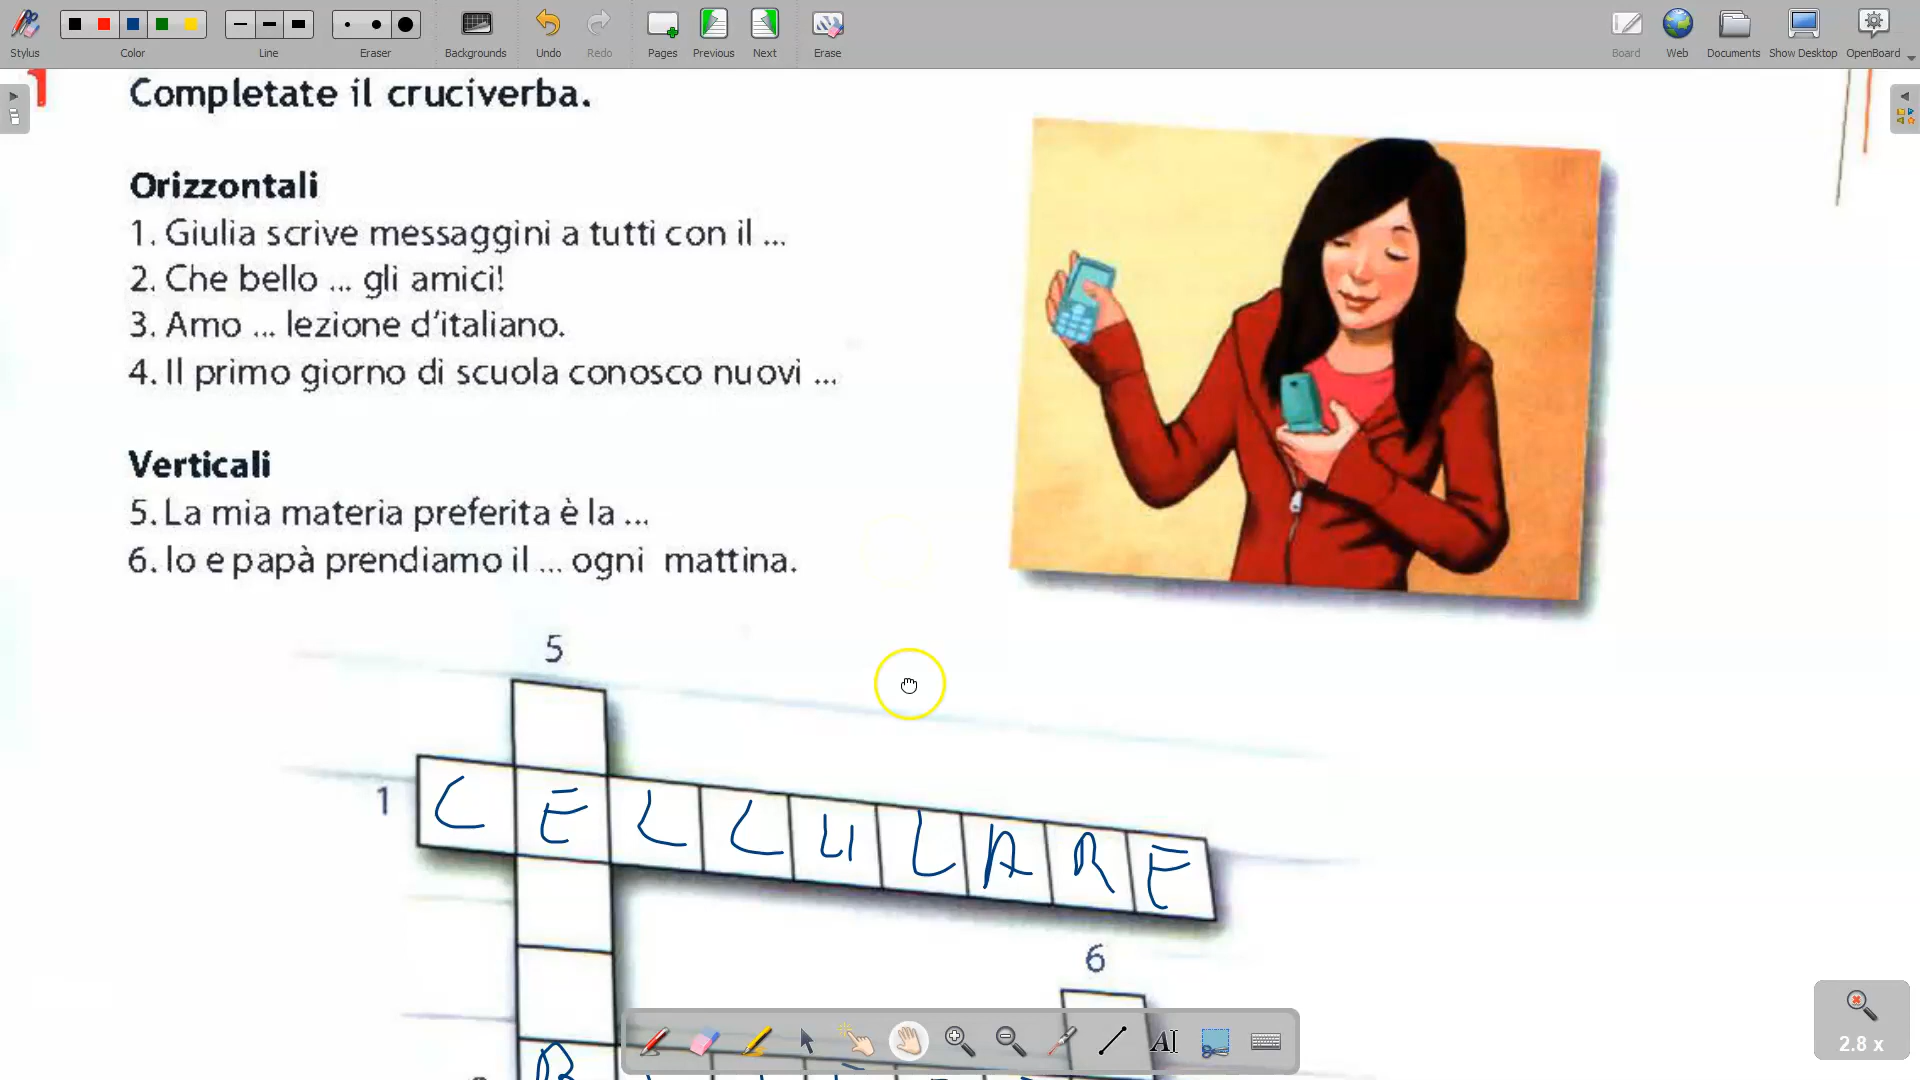 Stylus
Color
Line
Eraser
Backgrounds
Undo
Redo
Pages
Previous
Next
Erase
Board
Web
Documents
Show Desktop
OpenBoard
1
Completate il cruciverba.
Orizzontali
1. Giulia scrive messaggini a tutti con il ...
2. Che bello ... gli amici!
3. Amo ... lezione d'italiano.
4. Il primo giorno di scuola conosco nuovi ...
Verticali
5. La mia materia preferita è la ...
6. Io e papà prendiamo il ... ogni mattina.
5
1 CELLULARE
6
R
AI
2.8 x